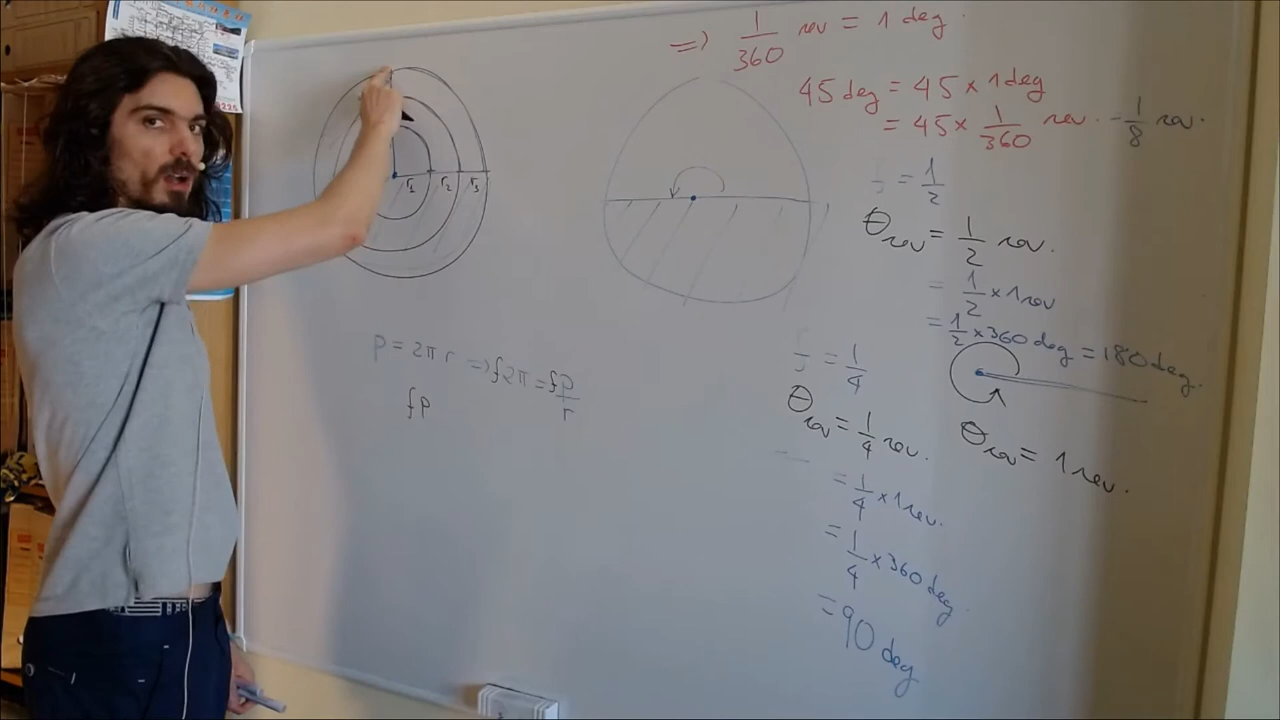 => 1/360 rev = 1 deg.
45 deg = 45 × 1 deg
= 45 × 1/360 rev. = 1/8 rev.
f = 1/2
θrev = 1/2 rev.
= 1/2 × 1 rev
= 1/2 × 360 deg = 180 deg.
θrev = 1 rev.
f = 1/4
θrev = 1/4 rev.
= 1/4 × 1 rev.
= 1/4 × 360 deg
= 90 deg
r1 r2 r3
P = 2πr => f2π = fP/r
fP
8225